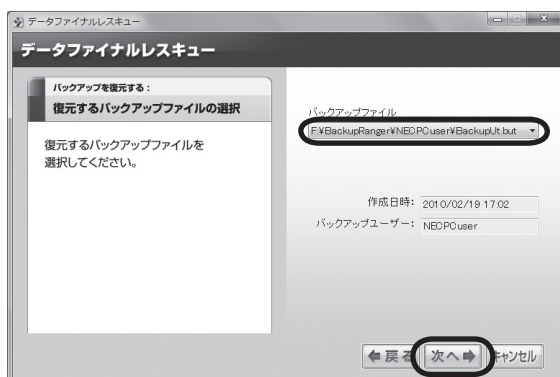 データファイナルレスキュー
データファイナルレスキュー
バックアップを復元する:
復元するバックアップファイルの選択
復元するバックアップファイルを
選択してください。
バックアップファイル
F:¥BackupRanger¥NECPCuser¥BackupUt.but
作成日時: 2010/02/19 17:02
バックアップユーザー: NECPCuser
戻る 次へ キャンセル